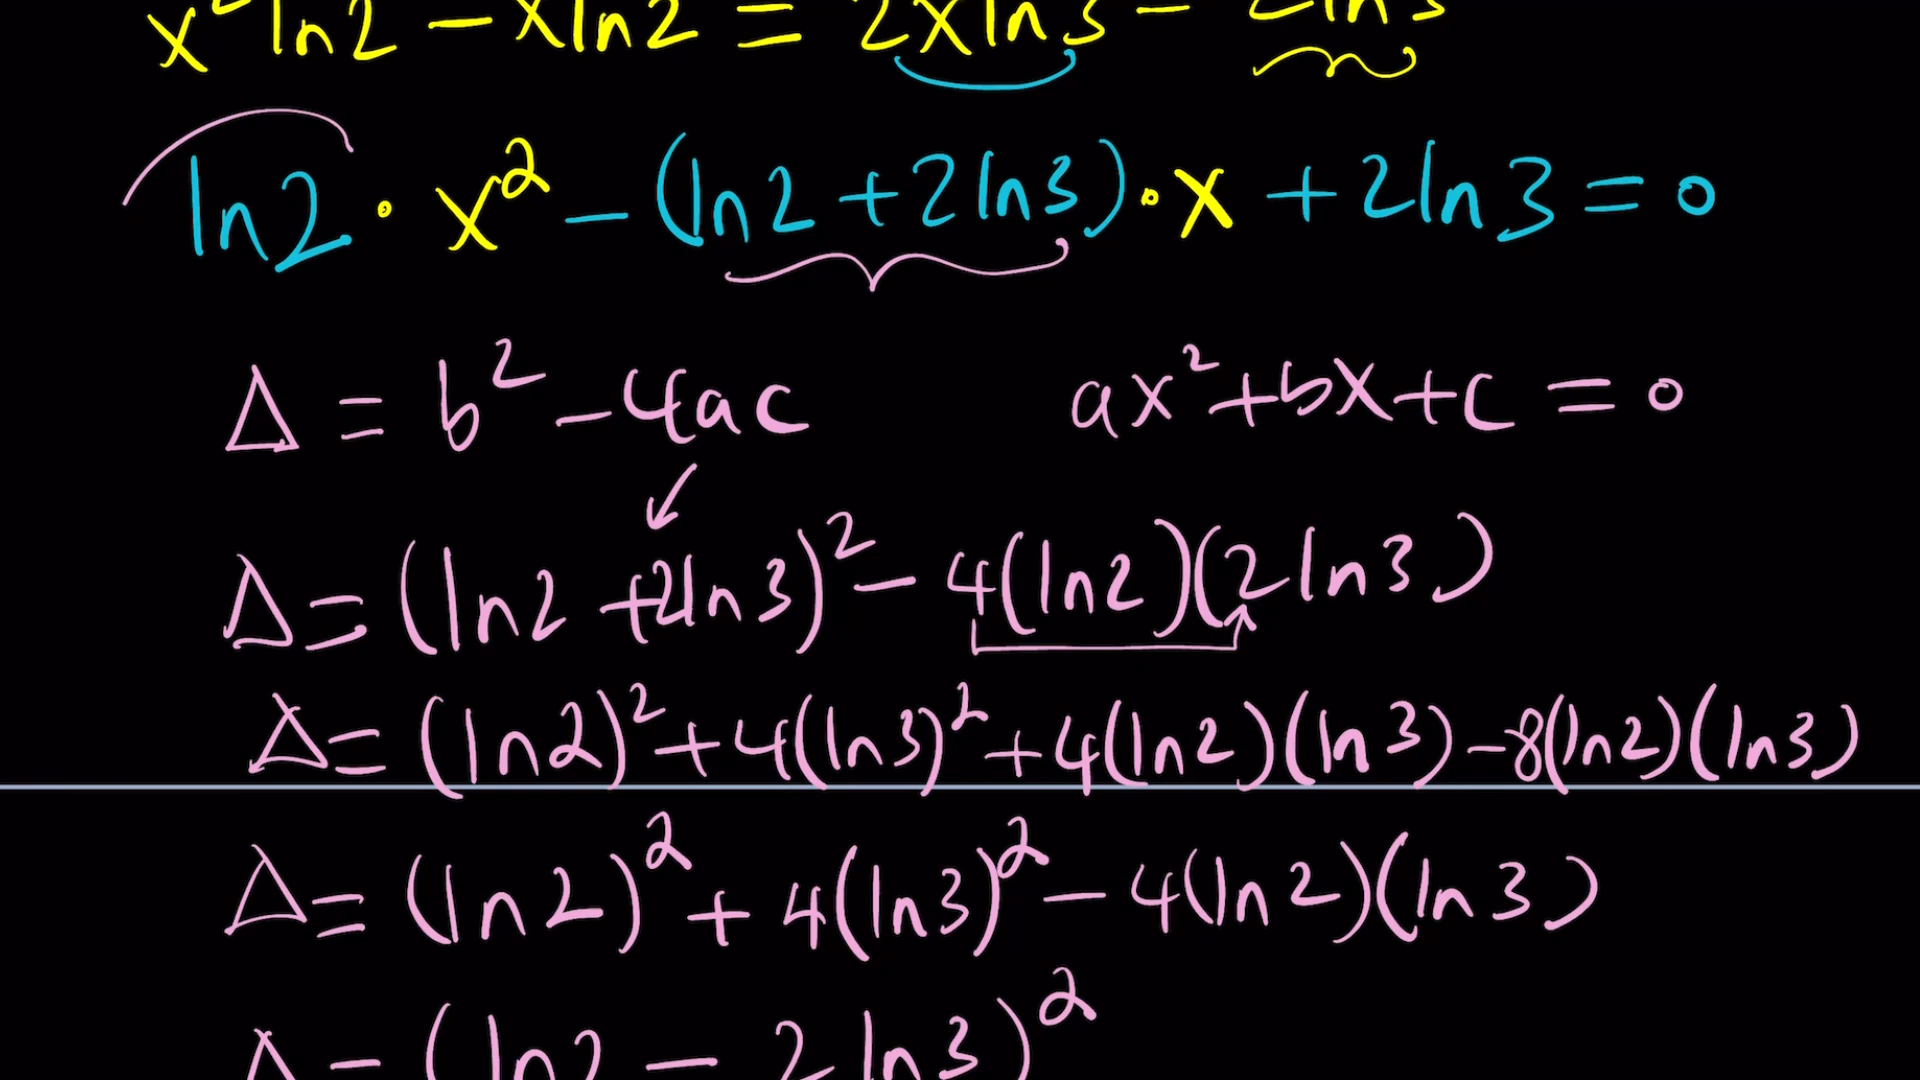 x² ln2 - xln2 = 2xln3 - 2ln3
ln2 · x² - (ln2 + 2ln3) · x + 2ln3 = 0
Δ = b² - 4ac
ax² + bx + c = 0
Δ = (ln2 + 2ln3)² - 4(ln2)(2ln3)
Δ = (ln2)² + 4(ln3)² + 4(ln2)(ln3) - 8(ln2)(ln3)
Δ = (ln2)² + 4(ln3)² - 4(ln2)(ln3)
Δ = (ln2 - 2ln3)²